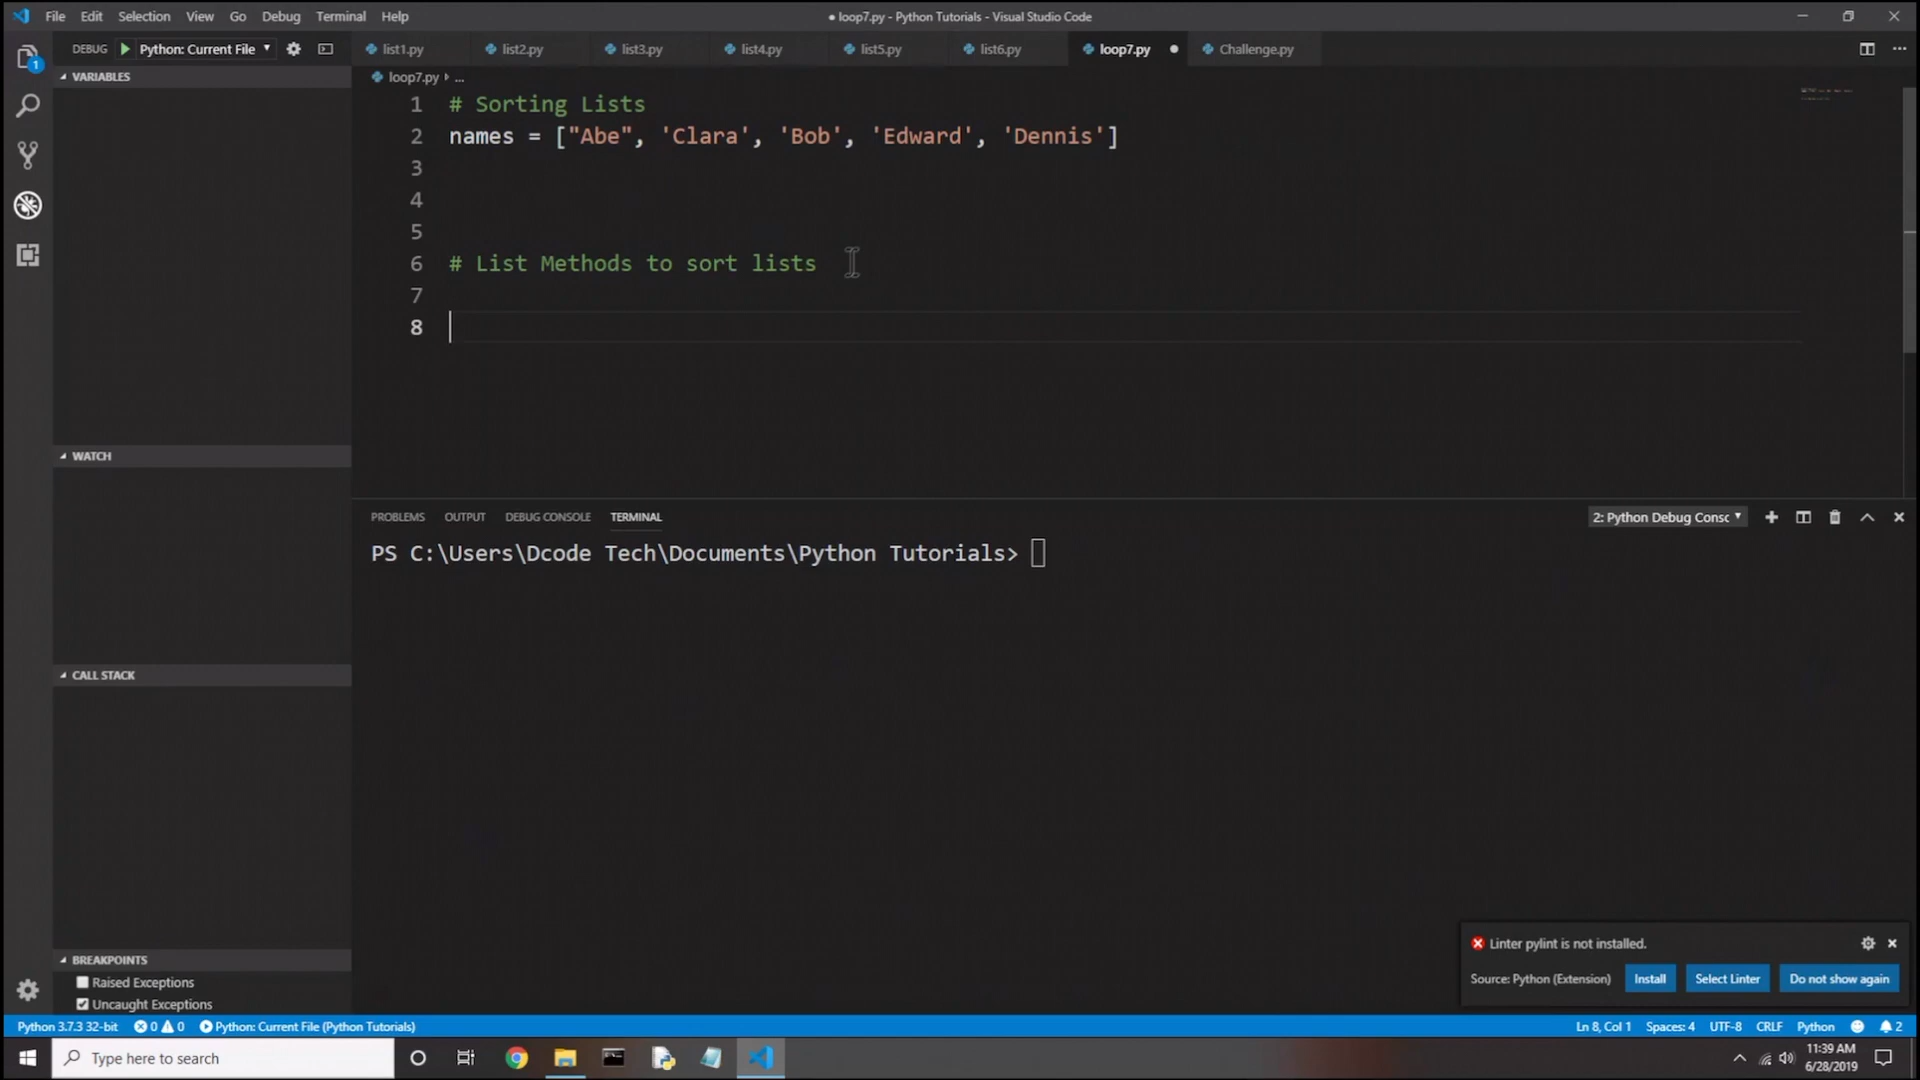 File Edit Selection View Go Debug Terminal Help
● loop7.py - Python Tutorials - Visual Studio Code
DEBUG Python: Current File
list1.py list2.py list3.py list4.py list5.py list6.py loop7.py Challenge.py
1
VARIABLES
loop7.py ...
1 # Sorting Lists
2 names = ["Abe", 'Clara', 'Bob', 'Edward', 'Dennis']
3
4
5
6 # List Methods to sort lists
7
8
WATCH
CALL STACK
BREAKPOINTS
Raised Exceptions
Uncaught Exceptions
PROBLEMS OUTPUT DEBUG CONSOLE TERMINAL
2: Python Debug Consc
PS C:\Users\Dcode Tech\Documents\Python Tutorials>
Linter pylint is not installed.
Source: Python (Extension) Install Select Linter Do not show again
Python 3.7.3 32-bit 0 0 Python: Current File (Python Tutorials)
Ln 8, Col 1 Spaces: 4 UTF-8 CRLF Python 2
Type here to search
11:39 AM
6/28/2019